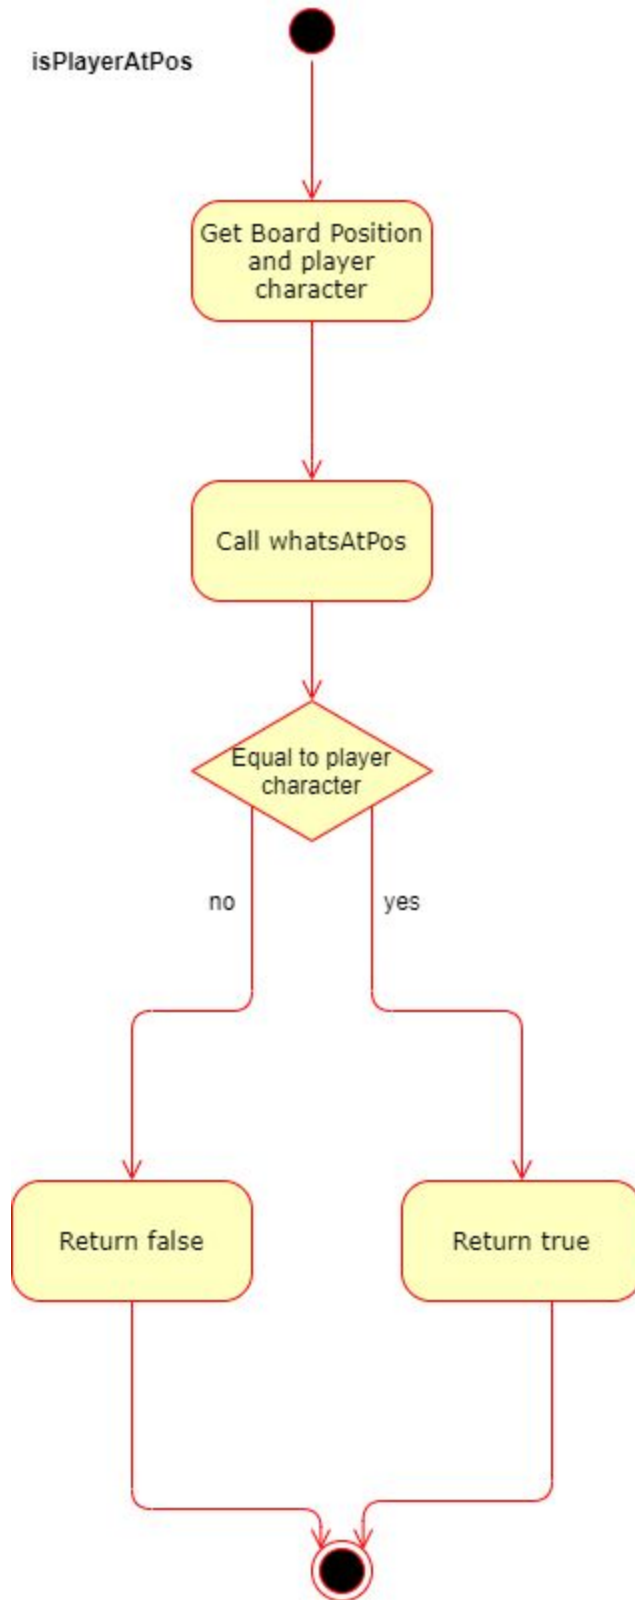 isPlayerAtPos
Get Board Position
and player
character
Call whatsAtPos
Equal to player
character
no
yes
Return false
Return true